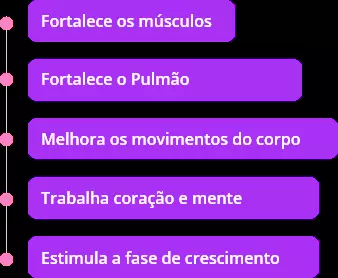 Fortalece os músculos
Fortalece o Pulmão
Melhora os movimentos do corpo
Trabalha coração e mente
Estimula a fase de crescimento